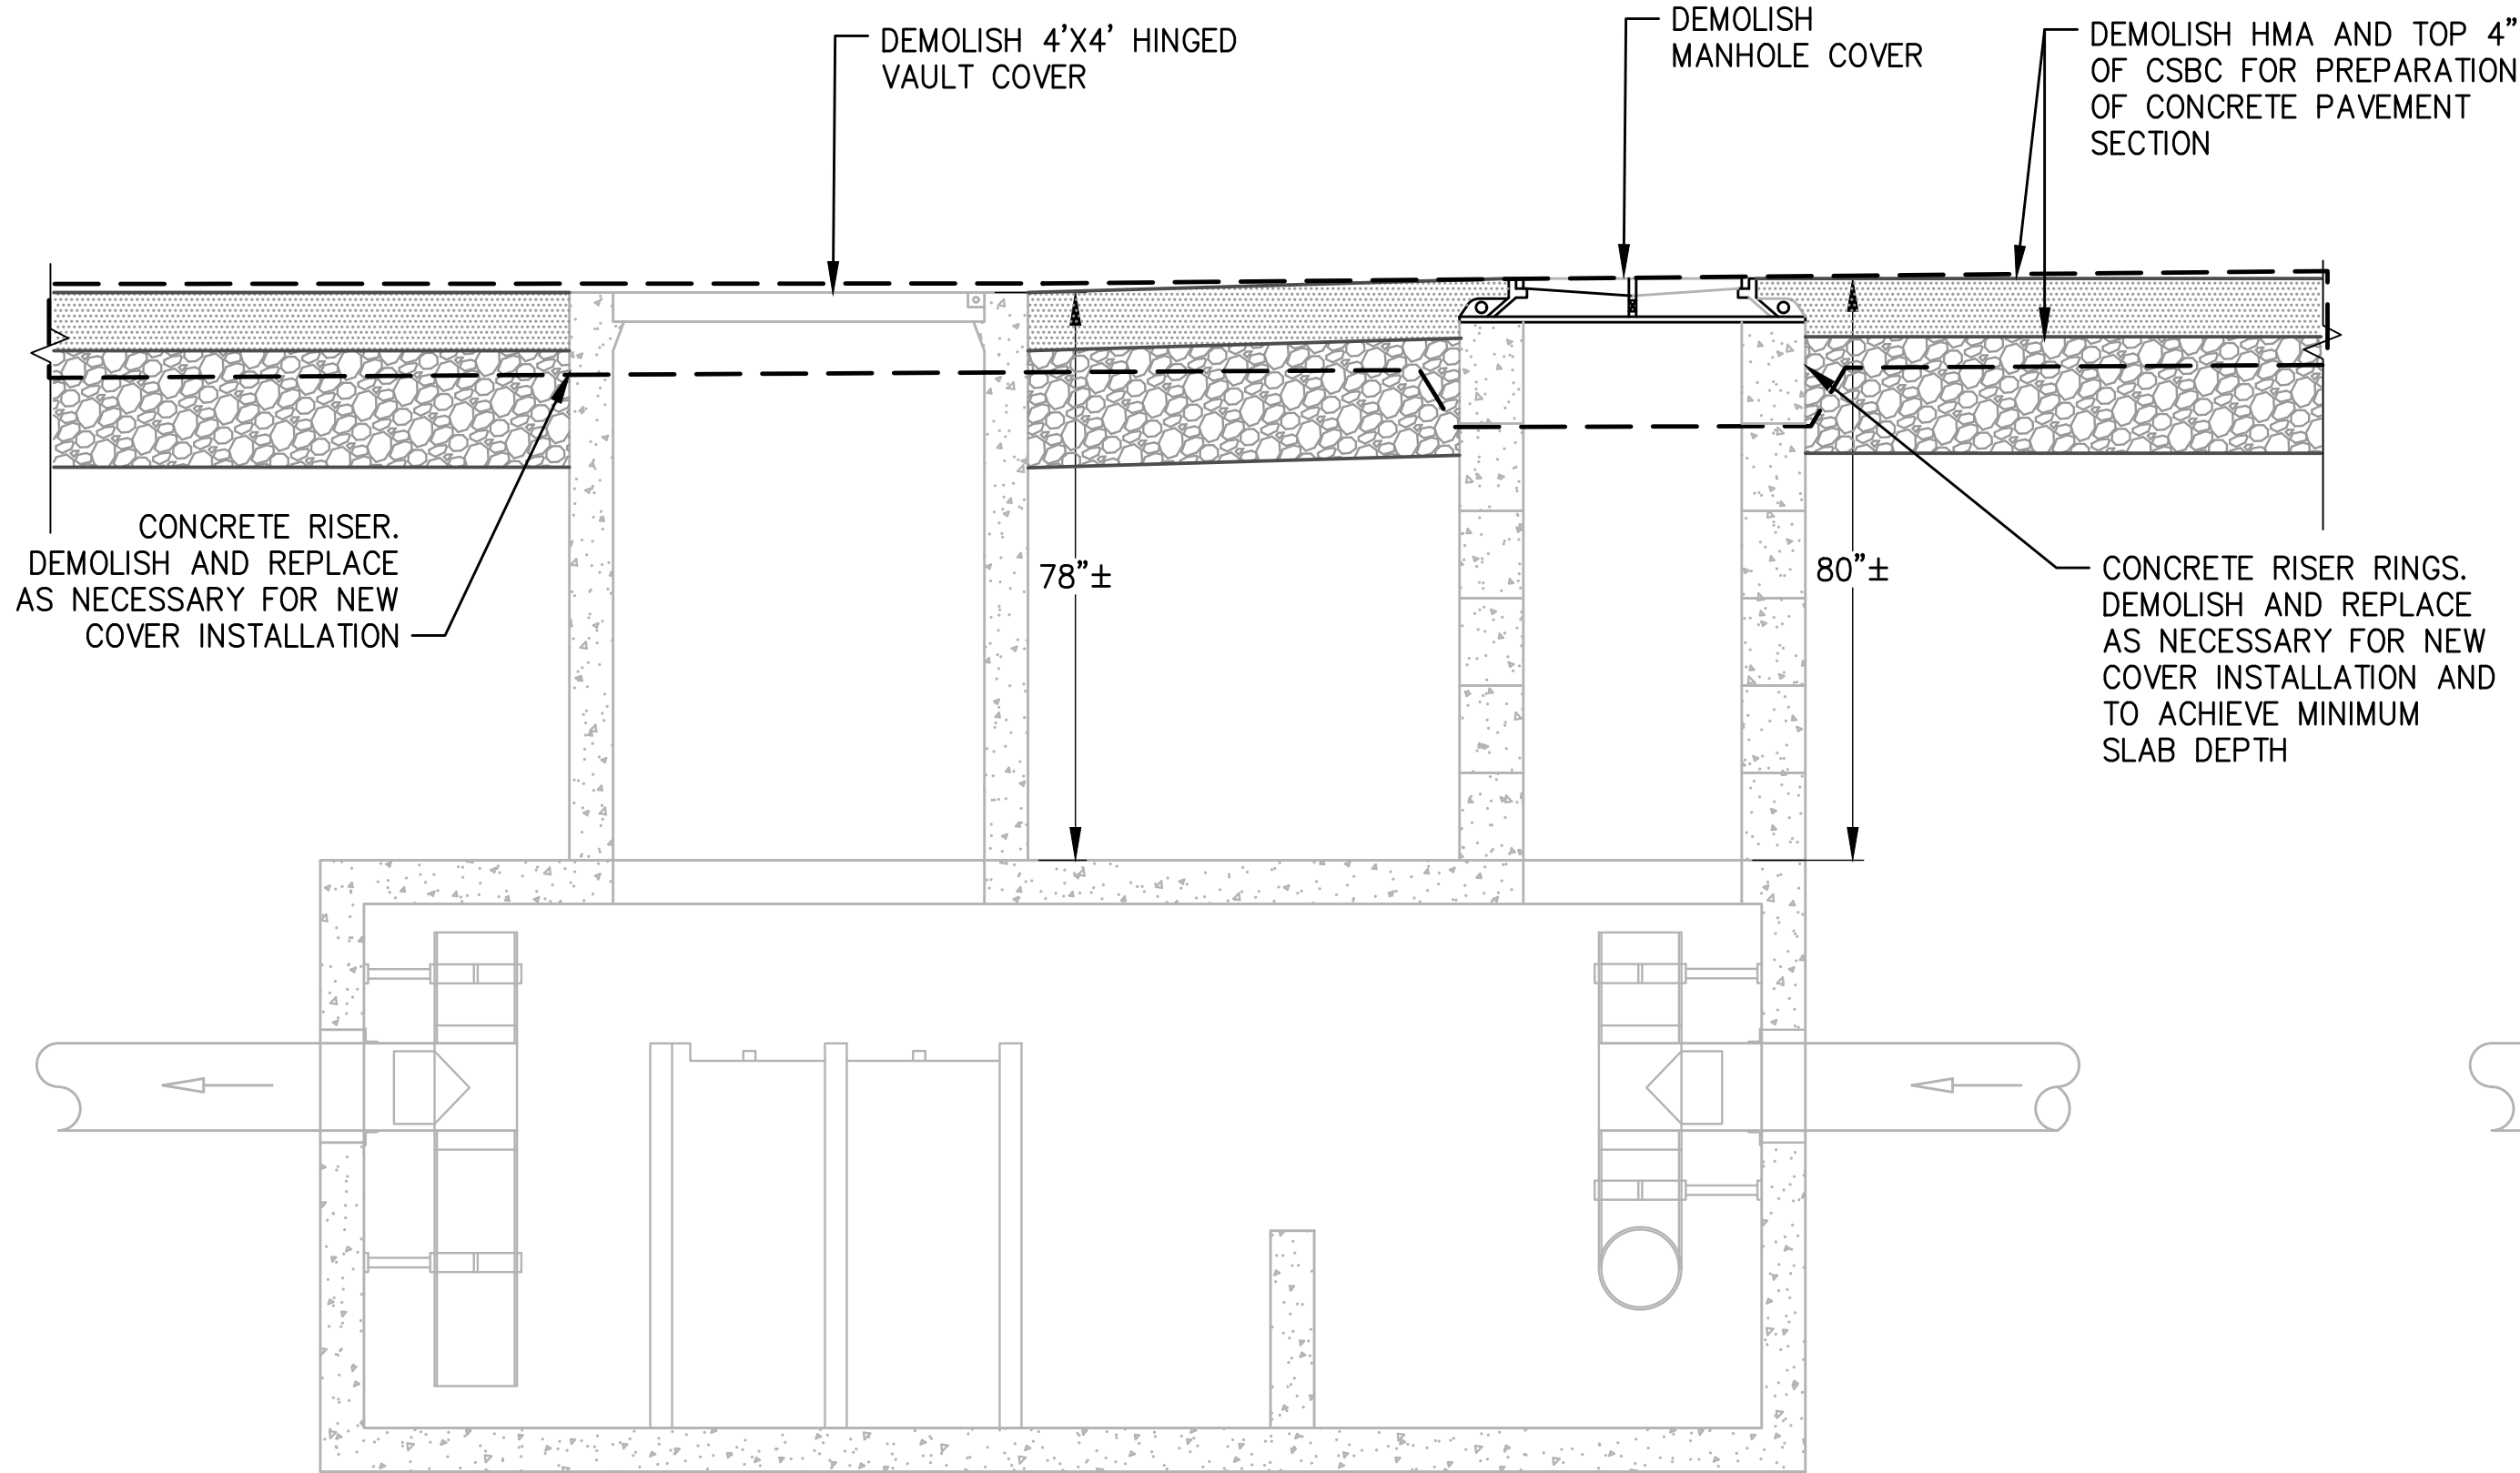 DEMOLISH 4'X4' HINGED
VAULT COVER
DEMOLISH
MANHOLE COVER
DEMOLISH HMA AND TOP 4"
OF CSBC FOR PREPARATION
OF CONCRETE PAVEMENT
SECTION
CONCRETE RISER.
DEMOLISH AND REPLACE
AS NECESSARY FOR NEW
COVER INSTALLATION
78"±
80"±
CONCRETE RISER RINGS.
DEMOLISH AND REPLACE
AS NECESSARY FOR NEW
COVER INSTALLATION AND
TO ACHIEVE MINIMUM
SLAB DEPTH